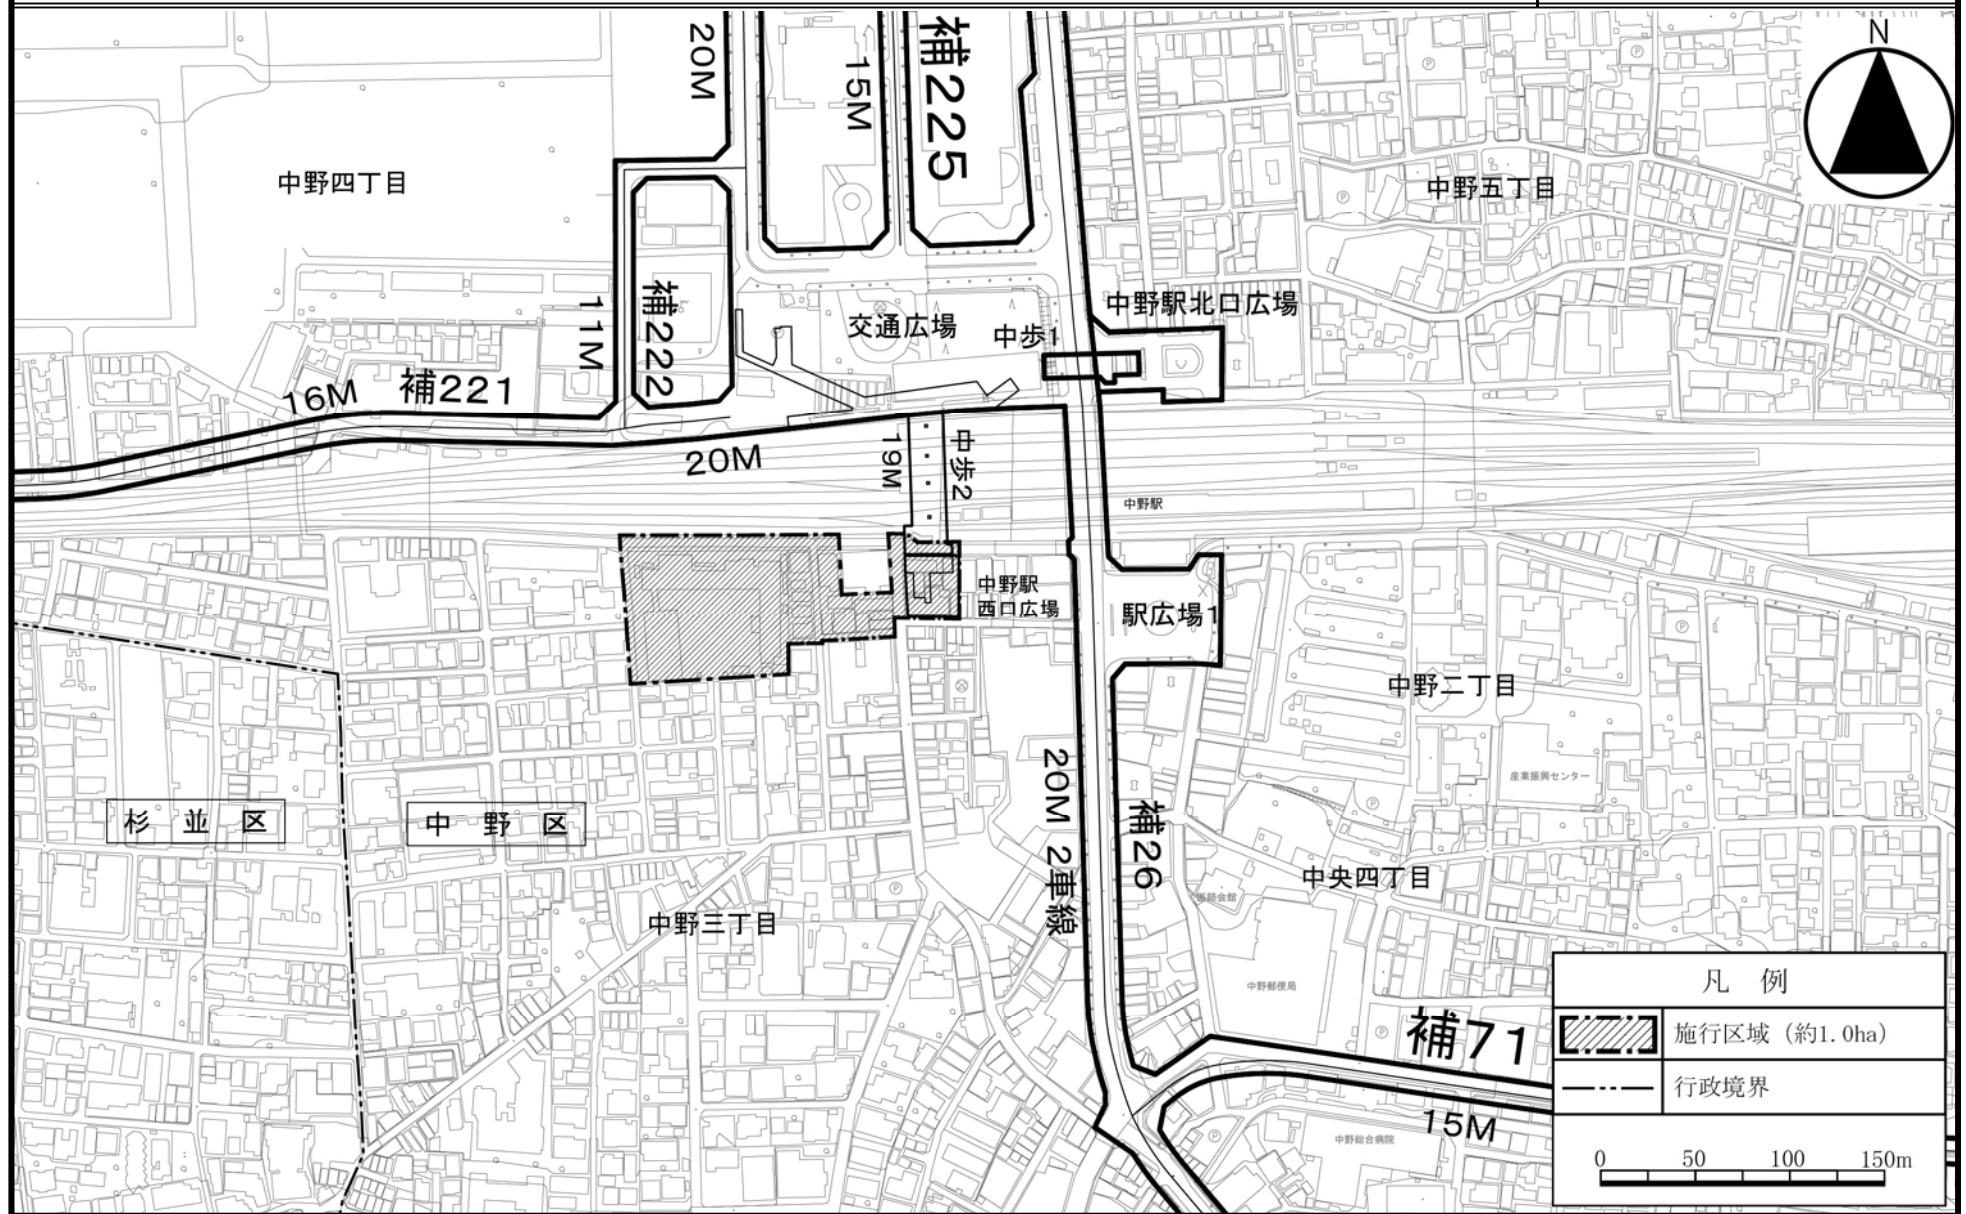 N
20M
15M
補225
中野四丁目
中野五丁目
11M
補222
交通広場
中歩1
中野駅北口広場
16M
補221
20M
19M
中歩2
中野駅
中野駅
西口広場
駅広場1
中野二丁目
産業振興センター
杉並区
中野区
20M 2車線
補26
中央四丁目
医師会館
中野三丁目
中野郵便局
補71
15M
中野総合病院
凡例
施行区域（約1.0ha）
行政境界
0 50 100 150m